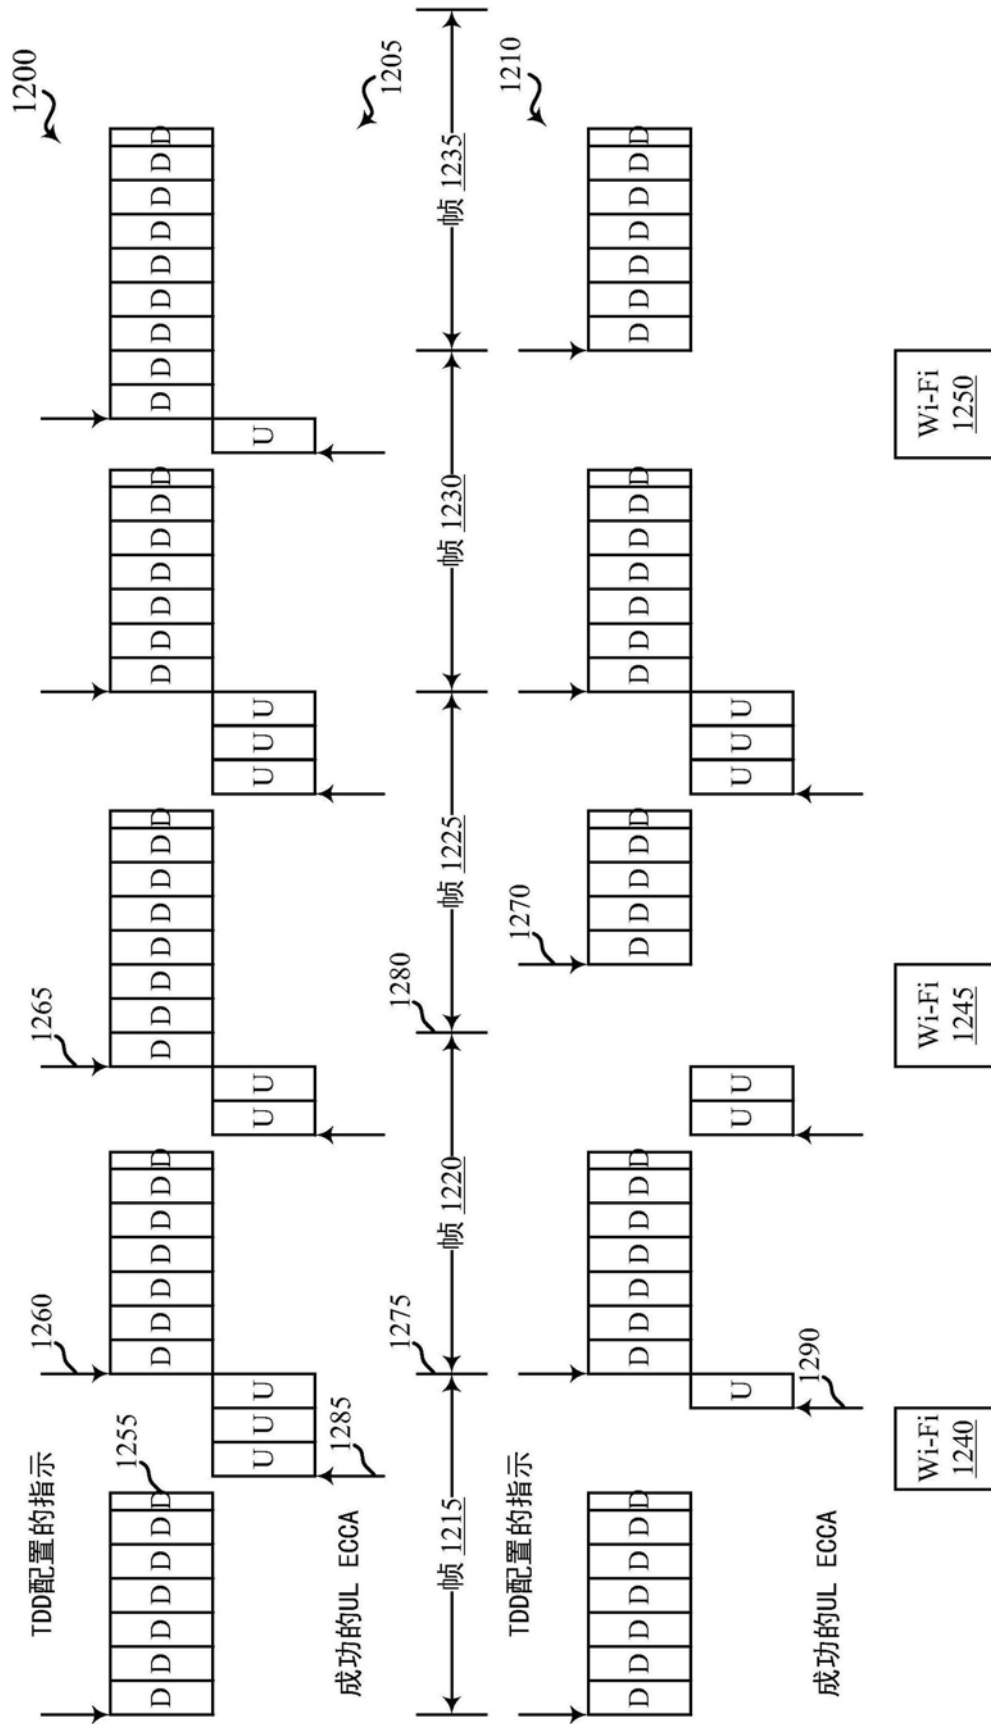 1200
TDD配置的指示
1260
1265
1255
D D D D D D D
D D D D D D D
D D D D D D D D
D D D D D D D
D D D D D D D D D
U U U
U U
U U U
U
1285
成功的UL ECCA
1205
1275
1280
帧 1215
帧 1220
帧 1225
帧 1230
帧 1235
TDD配置的指示
1270
1210
D D D D D D D
D D D D D D D
D D D D D
D D D D D D D
D D D D D D D
U
U U
U U U
1290
成功的UL ECCA
Wi-Fi
1240
Wi-Fi
1245
Wi-Fi
1250